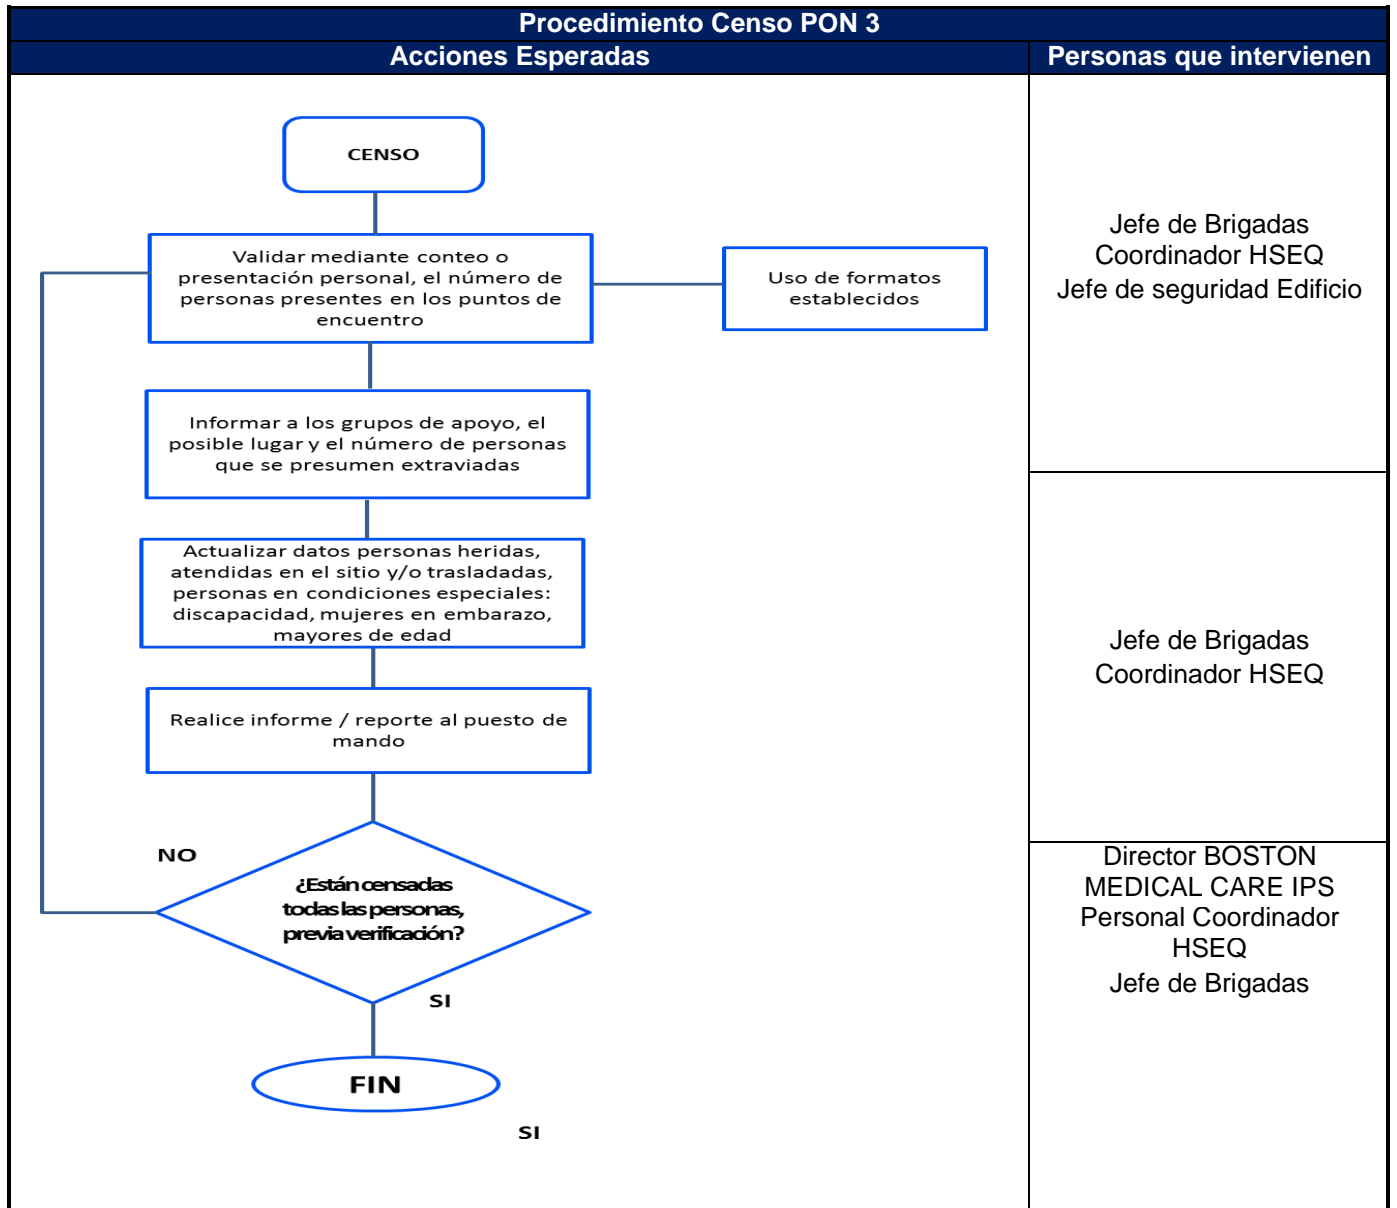 Procedimiento Censo PON 3
Acciones Esperadas
Personas que intervienen
CENSO
Validar mediante conteo o
presentación personal, el número de
personas presentes en los puntos de
encuentro
Uso de formatos
establecidos
Informar a los grupos de apoyo, el
posible lugar y el número de personas
que se presumen extraviadas
Actualizar datos personas heridas,
atendidas en el sitio y/o trasladadas,
personas en condiciones especiales:
discapacidad, mujeres en embarazo,
mayores de edad
Realice informe / reporte al puesto de
mando
NO
¿Están censadas
todas las personas,
previa verificación?
SI
FIN
SI
Jefe de Brigadas
Coordinador HSEQ
Jefe de seguridad Edificio
Jefe de Brigadas
Coordinador HSEQ
Director BOSTON
MEDICAL CARE IPS
Personal Coordinador
HSEQ
Jefe de Brigadas